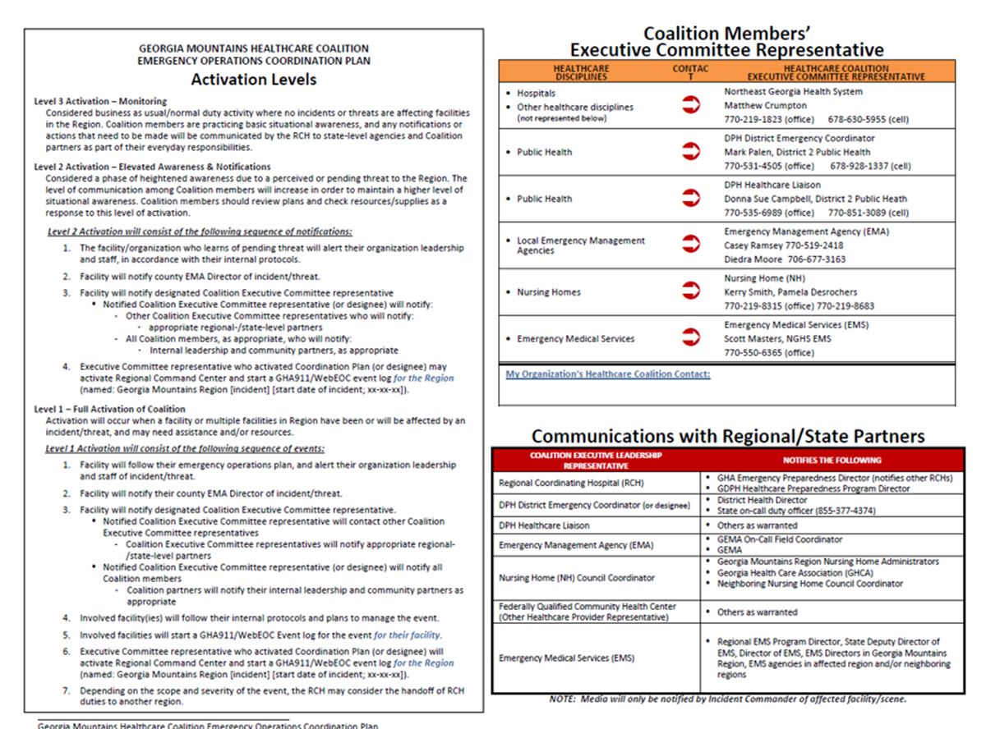 GEORGIA MOUNTAINS HEALTHCARE COALITION
EMERGENCY OPERATIONS COORDINATION PLAN
Activation Levels
Level 3 Activation – Monitoring
Considered business as usual/normal duty activity where no incidents or threats are affecting facilities
in the Region. Coalition members are practicing basic situational awareness, and any notifications or
actions that need to be made will be communicated by the RCH to state-level agencies and Coalition
partners as part of their everyday responsibilities.
Level 2 Activation – Elevated Awareness & Notifications
Considered a phase of heightened awareness due to a perceived or pending threat to the Region. The
level of communication among Coalition members will increase in order to maintain a higher level of
situational awareness. Coalition members should review plans and check resources/supplies as a
response to this level of activation.
Level 2 Activation will consist of the following sequence of notifications:
1. The facility/organization who learns of pending threat will alert their organization leadership
and staff, in accordance with their internal protocols.
2. Facility will notify county EMA Director of incident/threat.
3. Facility will notify designated Coalition Executive Committee representative
• Notified Coalition Executive Committee representative (or designee) will notify:
- Other Coalition Executive Committee representatives who will notify:
- appropriate regional-/state-level partners
- All Coalition members, as appropriate, who will notify:
- Internal leadership and community partners, as appropriate
4. Executive Committee representative who activated Coordination Plan (or designee) may
activate Regional Command Center and start a GHA911/WebEOC event log for the Region
(named: Georgia Mountains Region [incident] [start date of incident; xx-xx-xx]).
Level 1 – Full Activation of Coalition
Activation will occur when a facility or multiple facilities in Region have been or will be affected by an
incident/threat, and may need assistance and/or resources.
Level 1 Activation will consist of the following sequence of events:
1. Facility will follow their emergency operations plan, and alert their organization leadership
and staff of incident/threat.
2. Facility will notify their county EMA Director of incident/threat.
3. Facility will notify designated Coalition Executive Committee representative.
• Notified Coalition Executive Committee representative will contact other Coalition
Executive Committee representatives
- Coalition Executive Committee representatives will notify appropriate regional-
/state-level partners
• Notified Coalition Executive Committee representative (or designee) will notify all
Coalition members
- Coalition partners will notify their internal leadership and community partners as
appropriate
4. Involved facility(ies) will follow their internal protocols and plans to manage the event.
5. Involved facilities will start a GHA911/WebEOC Event log for the event for their facility.
6. Executive Committee representative who activated Coordination Plan (or designee) will
activate Regional Command Center and start a GHA911/WebEOC event log for the Region
(named: Georgia Mountains Region [incident] [start date of incident; xx-xx-xx]).
7. Depending on the scope and severity of the event, the RCH may consider the handoff of RCH
duties to another region.
Georgia Mountains Healthcare Coalition Emergency Operations Coordination Plan
Coalition Members'
Executive Committee Representative
HEALTHCARE
DISCIPLINES
CONTAC
T
HEALTHCARE COALITION
EXECUTIVE COMMITTEE REPRESENTATIVE
• Hospitals
• Other healthcare disciplines
(not represented below)
Northeast Georgia Health System
Matthew Crumpton
770-219-1823 (office) 678-630-5955 (cell)
• Public Health
DPH District Emergency Coordinator
Mark Palen, District 2 Public Health
770-531-4505 (office) 678-928-1337 (cell)
• Public Health
DPH Healthcare Liaison
Donna Sue Campbell, District 2 Public Heath
770-535-6989 (office) 770-851-3089 (cell)
• Local Emergency Management
Agencies
Emergency Management Agency (EMA)
Casey Ramsey 770-519-2418
Diedra Moore 706-677-3163
• Nursing Homes
Nursing Home (NH)
Kerry Smith, Pamela Desrochers
770-219-8315 (office) 770-219-8683
• Emergency Medical Services
Emergency Medical Services (EMS)
Scott Masters, NGHS EMS
770-550-6365 (office)
My Organization's Healthcare Coalition Contact:
Communications with Regional/State Partners
COALITION EXECUTIVE LEADERSHIP
REPRESENTATIVE
NOTIFIES THE FOLLOWING
Regional Coordinating Hospital (RCH)
• GHA Emergency Preparedness Director (notifies other RCHs)
• GDPH Healthcare Preparedness Program Director
DPH District Emergency Coordinator (or designee)
• District Health Director
• State on-call duty officer (855-377-4374)
DPH Healthcare Liaison
• Others as warranted
Emergency Management Agency (EMA)
• GEMA On-Call Field Coordinator
• GEMA
Nursing Home (NH) Council Coordinator
• Georgia Mountains Region Nursing Home Administrators
• Georgia Health Care Association (GHCA)
• Neighboring Nursing Home Council Coordinator
Federally Qualified Community Health Center
(Other Healthcare Provider Representative)
• Others as warranted
Emergency Medical Services (EMS)
• Regional EMS Program Director, State Deputy Director of
EMS, Director of EMS, EMS Directors in Georgia Mountains
Region, EMS agencies in affected region and/or neighboring
regions
NOTE: Media will only be notified by Incident Commander of affected facility/scene.